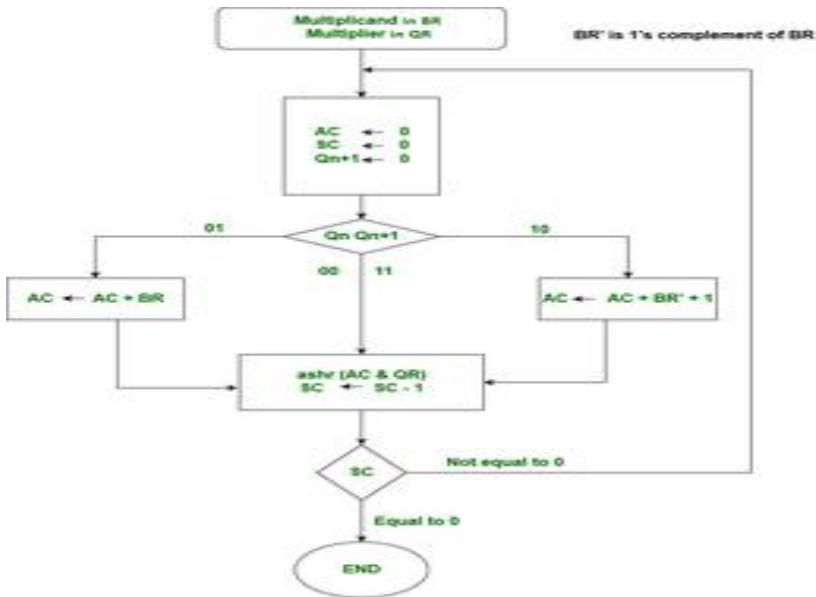 Multiplicand in BR
Multiplier in QR
BR' is 1's complement of BR
AC ← 0
SC ← 0
Qn+1 ← 0
01
Qn Qn+1
10
00 11
AC ← AC + BR
AC ← AC + BR' + 1
ashr (AC & QR)
SC ← SC - 1
SC
Not equal to 0
Equal to 0
END